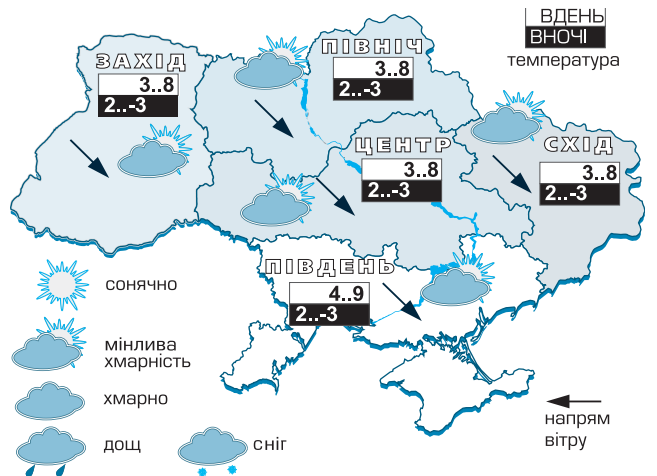 ВДЕНЬ
ВНОЧІ
температура
ЗАХІД
3..8
2..-3
ПІВНІЧ
3..8
2..-3
ЦЕНТР
3..8
2..-3
СХІД
3..8
2..-3
ПІВДЕНЬ
4..9
2..-3
сонячно
мінлива
хмарність
хмарно
дощ
сніг
напрям
вітру